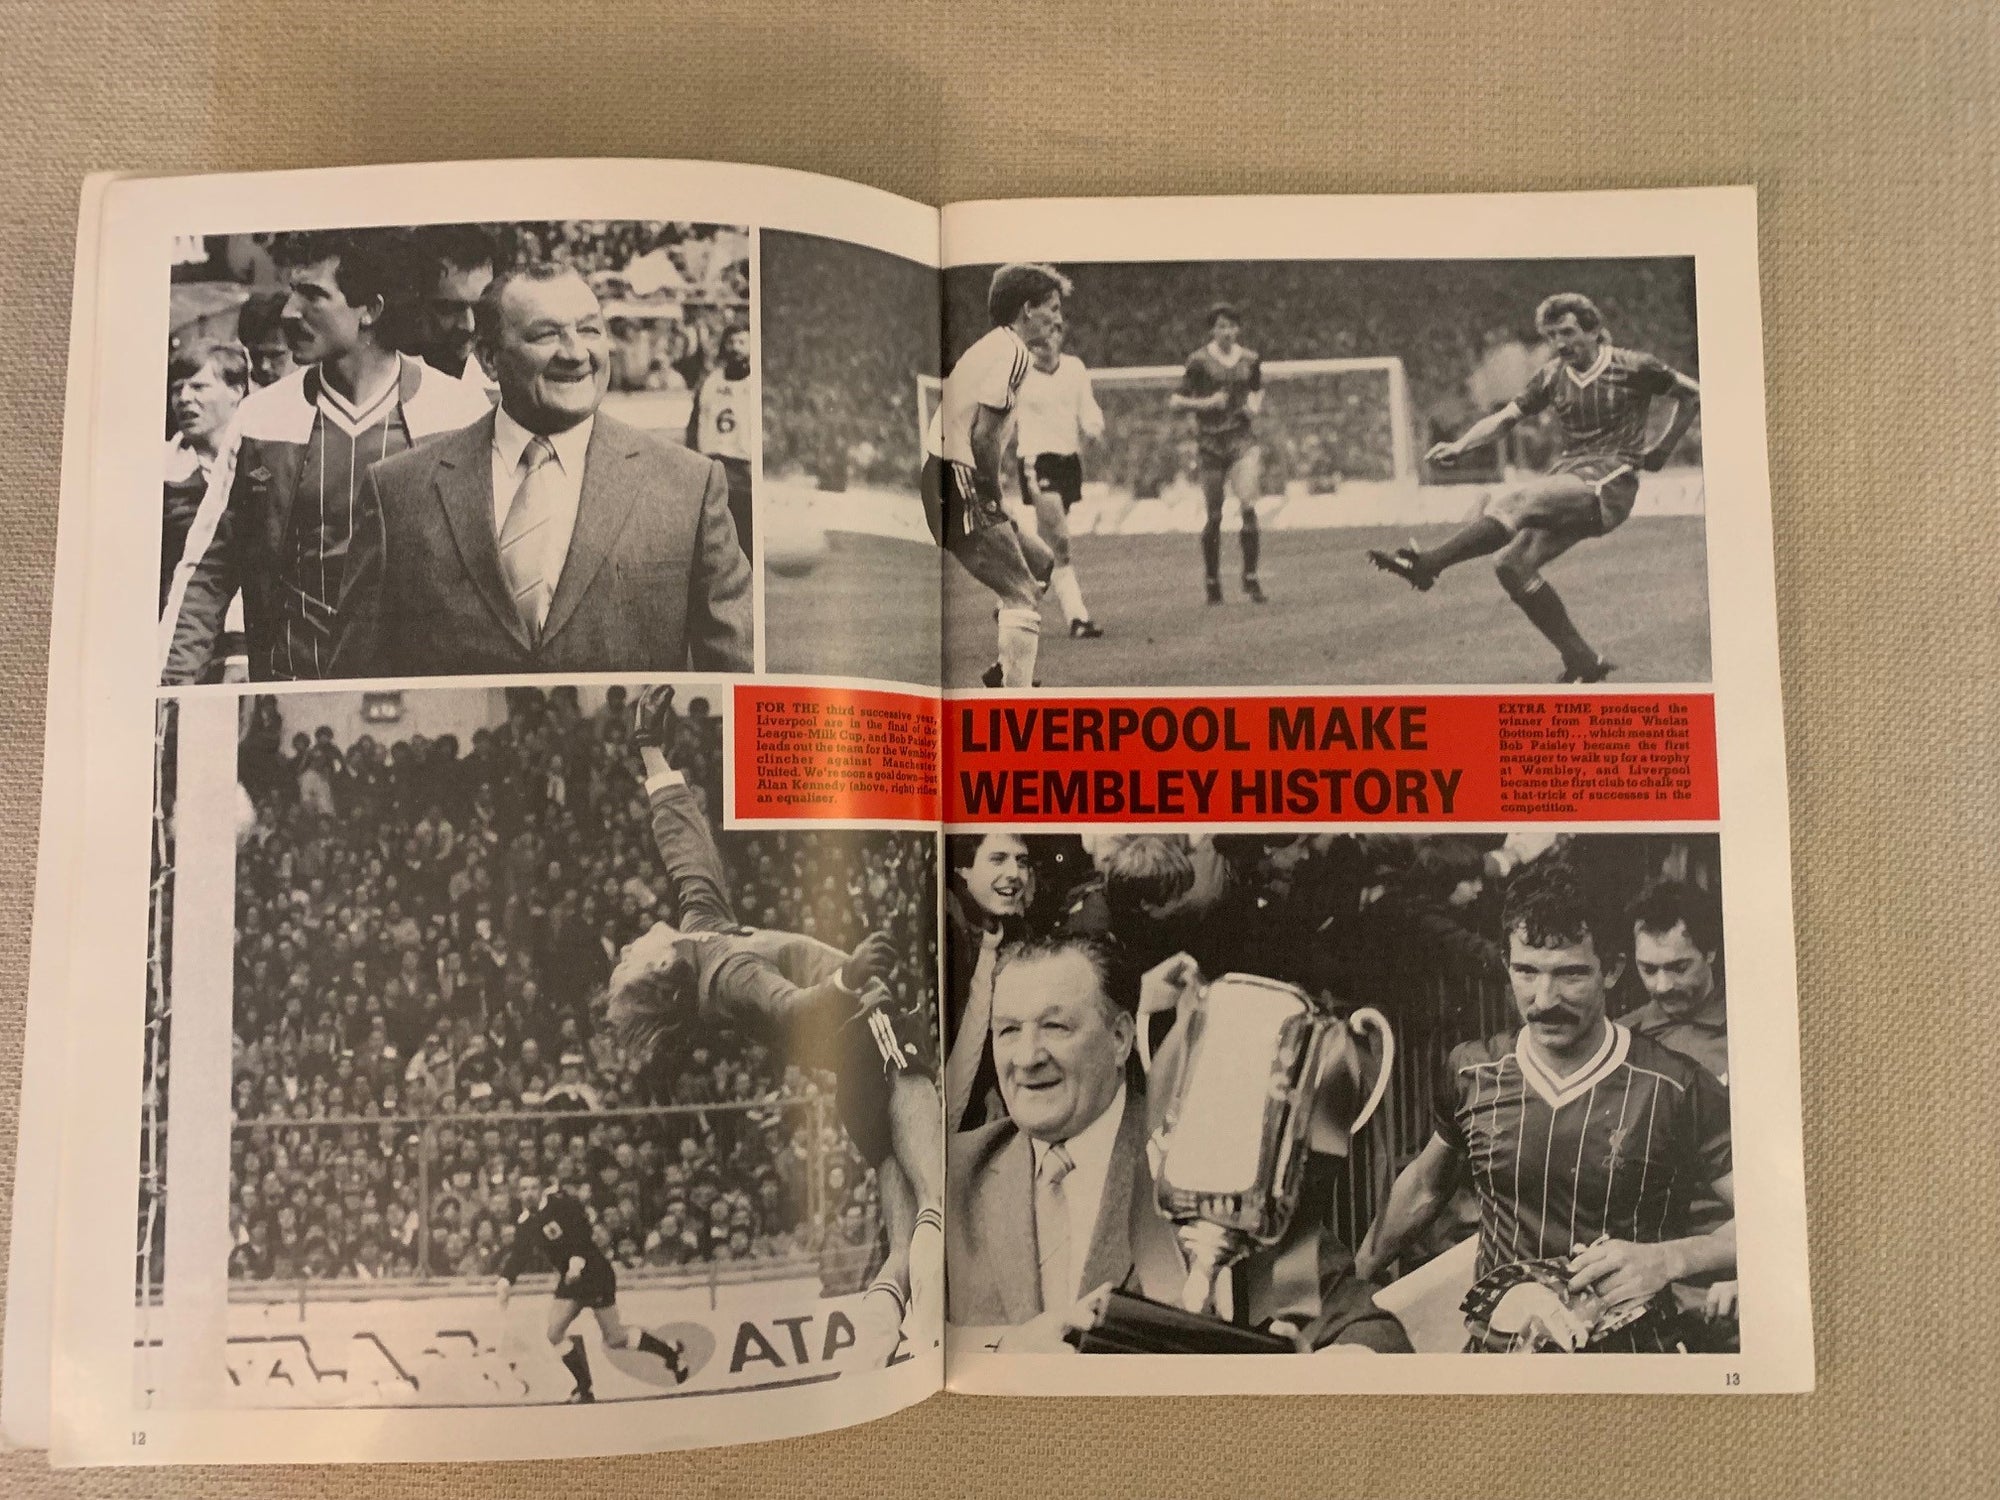 6
FOR THE third successive year,
Liverpool are in the final of the
League-Milk Cup, and Bob Paisley
leads out the team for the Wembley
clincher against Manchester
United. We're soon a goal down—but
Alan Kennedy (above, right) rifles
an equaliser.
LIVERPOOL MAKE
WEMBLEY HISTORY
EXTRA TIME produced the
winner from Ronnie Whelan
(bottom left) . . . which meant that
Bob Paisley became the first
manager to walk up for a trophy
at Wembley, and Liverpool
became the first club to chalk up
a hat-trick of successes in the
competition.
ATA
12
13